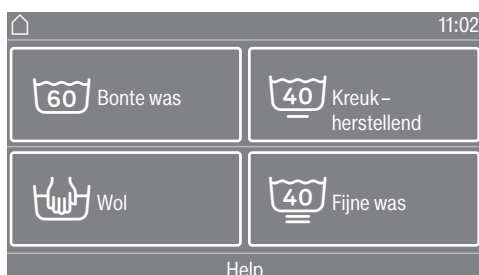 11:02
60 Bonte was
40 Kreuk–
herstellend
Wol
40 Fijne was
Help